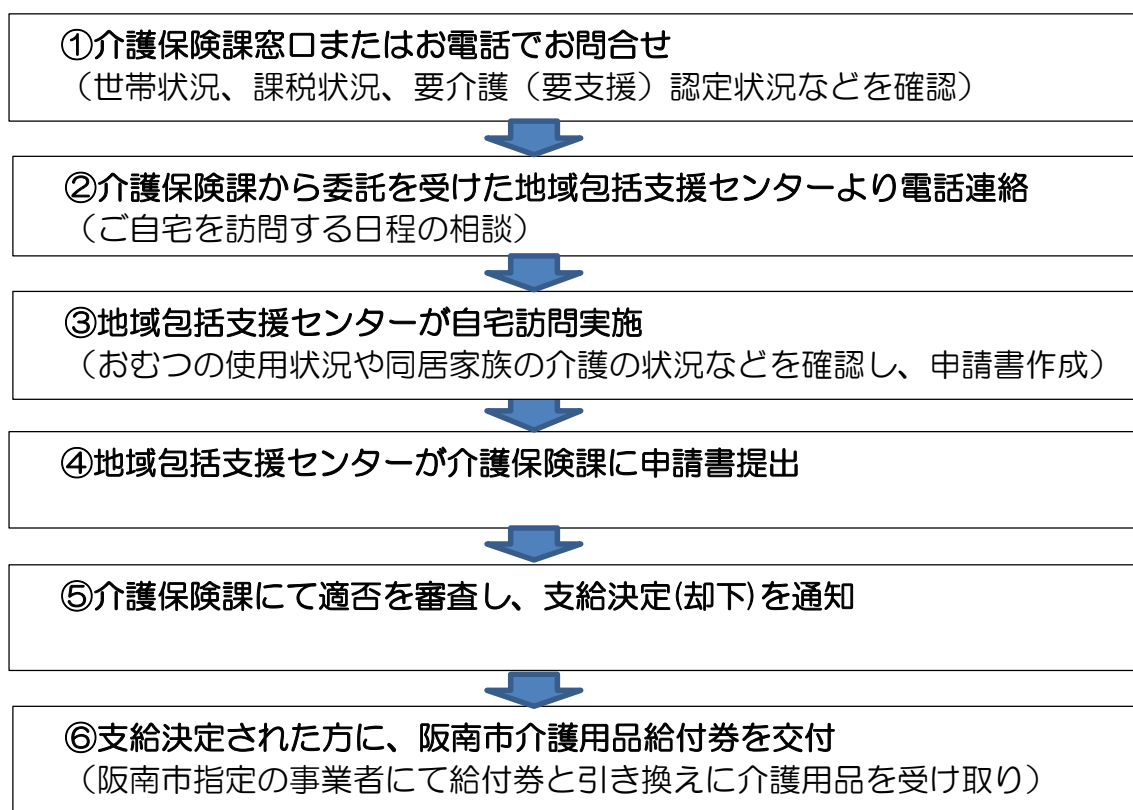 ①介護保険課窓口またはお電話でお問合せ
（世帯状況、課税状況、要介護（要支援）認定状況などを確認）
②介護保険課から委託を受けた地域包括支援センターより電話連絡
（ご自宅を訪問する日程の相談）
③地域包括支援センターが自宅訪問実施
（おむつの使用状況や同居家族の介護の状況などを確認し、申請書作成）
④地域包括支援センターが介護保険課に申請書提出
⑤介護保険課にて適否を審査し、支給決定(却下)を通知
⑥支給決定された方に、阪南市介護用品給付券を交付
（阪南市指定の事業者にて給付券と引き換えに介護用品を受け取り）